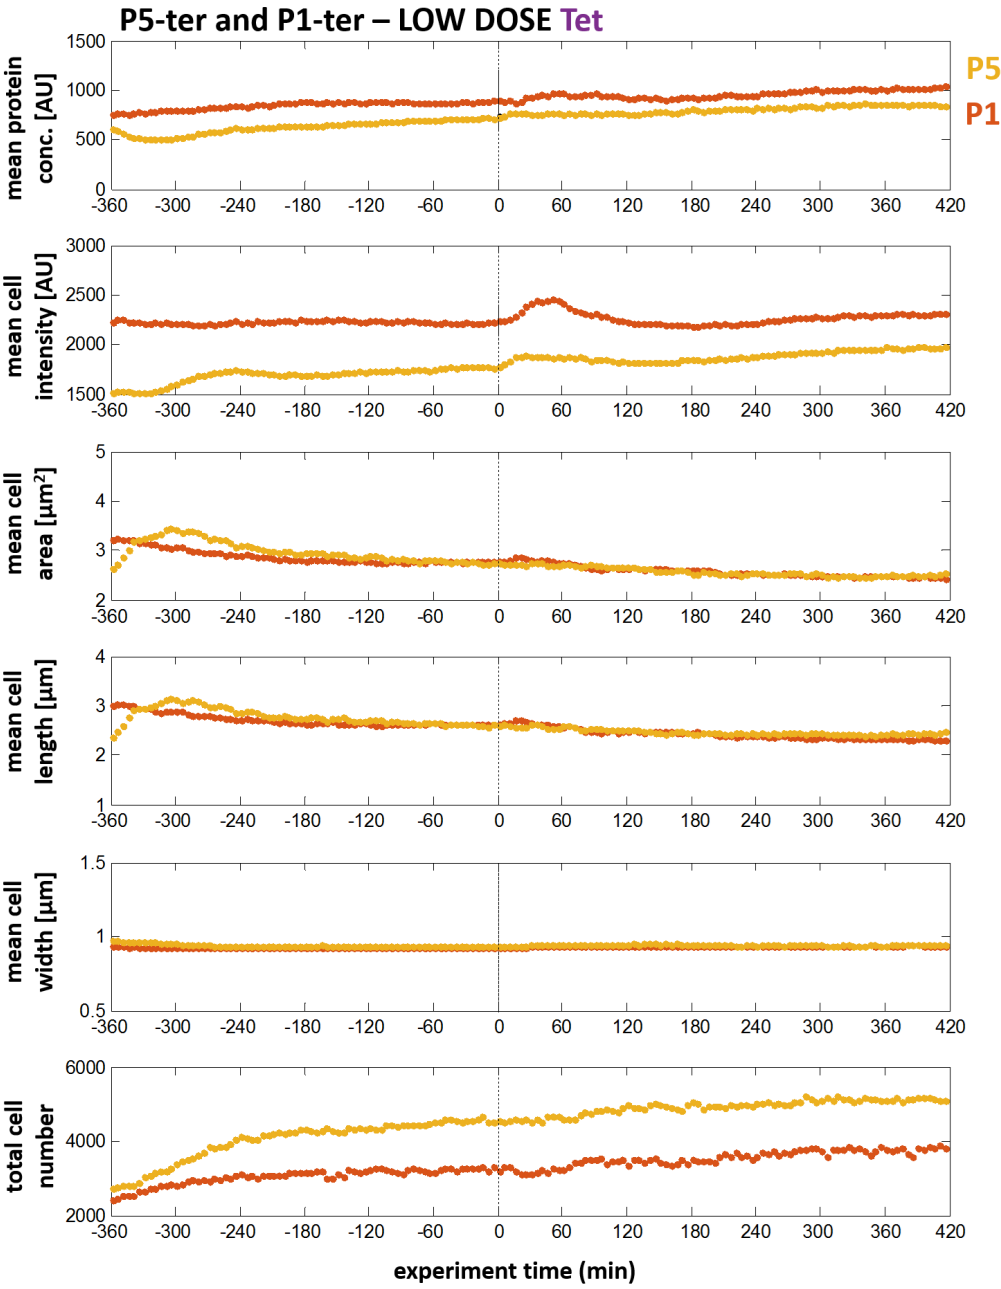 P5-ter and P1-ter – LOW DOSE Tet
P5
P1
mean protein
conc. [AU]
1500
1000
500
0
-360 -300 -240 -180 -120 -60 0 60 120 180 240 300 360 420
mean cell
intensity [AU]
3000
2500
2000
1500
-360 -300 -240 -180 -120 -60 0 60 120 180 240 300 360 420
mean cell
area [µm²]
5
4
3
2
-360 -300 -240 -180 -120 -60 0 60 120 180 240 300 360 420
mean cell
length [µm]
4
3
2
1
-360 -300 -240 -180 -120 -60 0 60 120 180 240 300 360 420
mean cell
width [µm]
1.5
1
0.5
-360 -300 -240 -180 -120 -60 0 60 120 180 240 300 360 420
total cell
number
6000
4000
2000
-360 -300 -240 -180 -120 -60 0 60 120 180 240 300 360 420
experiment time (min)